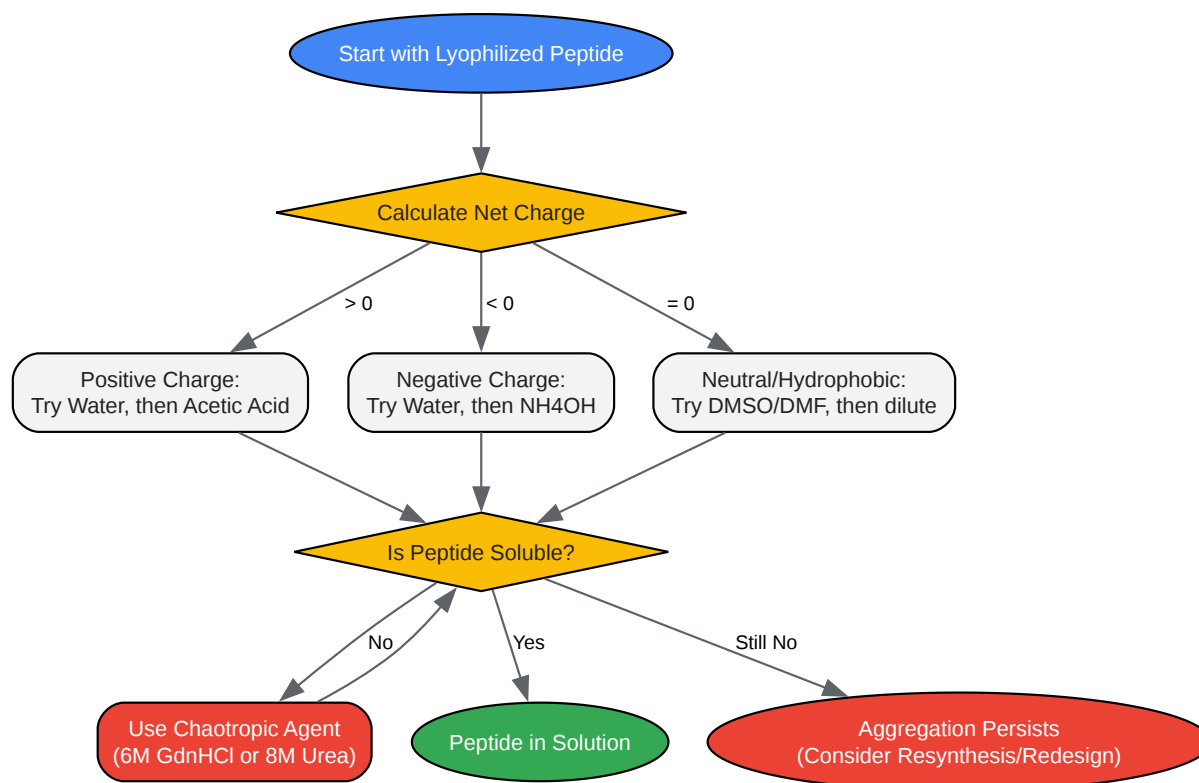 Start with Lyophilized Peptide
Calculate Net Charge
> 0
< 0
= 0
Positive Charge:
Try Water, then Acetic Acid
Negative Charge:
Try Water, then NH4OH
Neutral/Hydrophobic:
Try DMSO/DMF, then dilute
Is Peptide Soluble?
No
Yes
Still No
Use Chaotropic Agent
(6M GdnHCl or 8M Urea)
Peptide in Solution
Aggregation Persists
(Consider Resynthesis/Redesign)